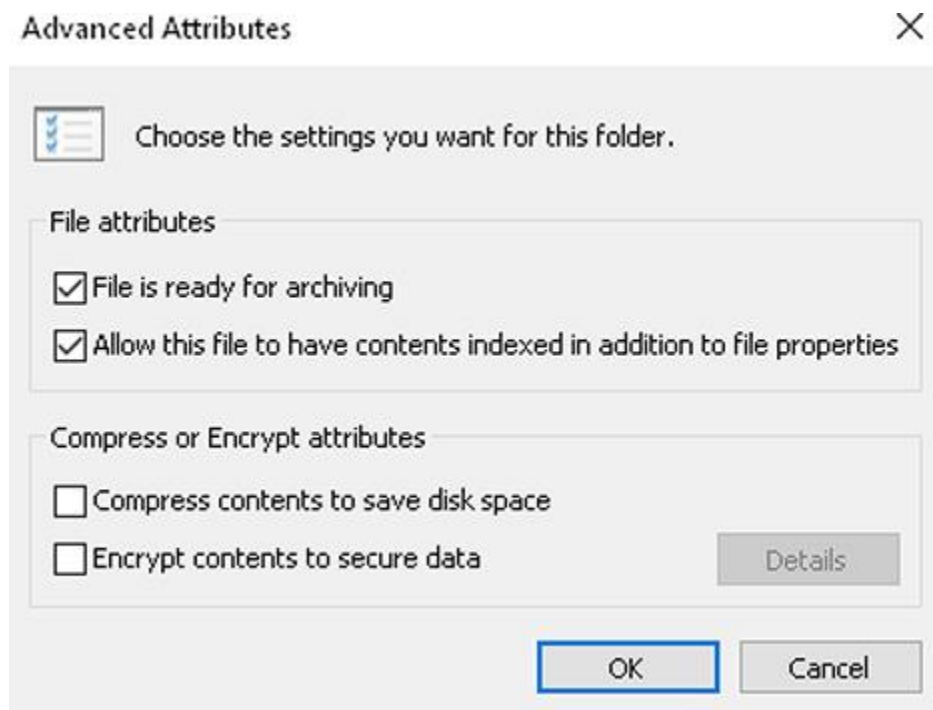 Advanced Attributes
Choose the settings you want for this folder.
File attributes
File is ready for archiving
Allow this file to have contents indexed in addition to file properties
Compress or Encrypt attributes
Compress contents to save disk space
Encrypt contents to secure data
Details
OK
Cancel